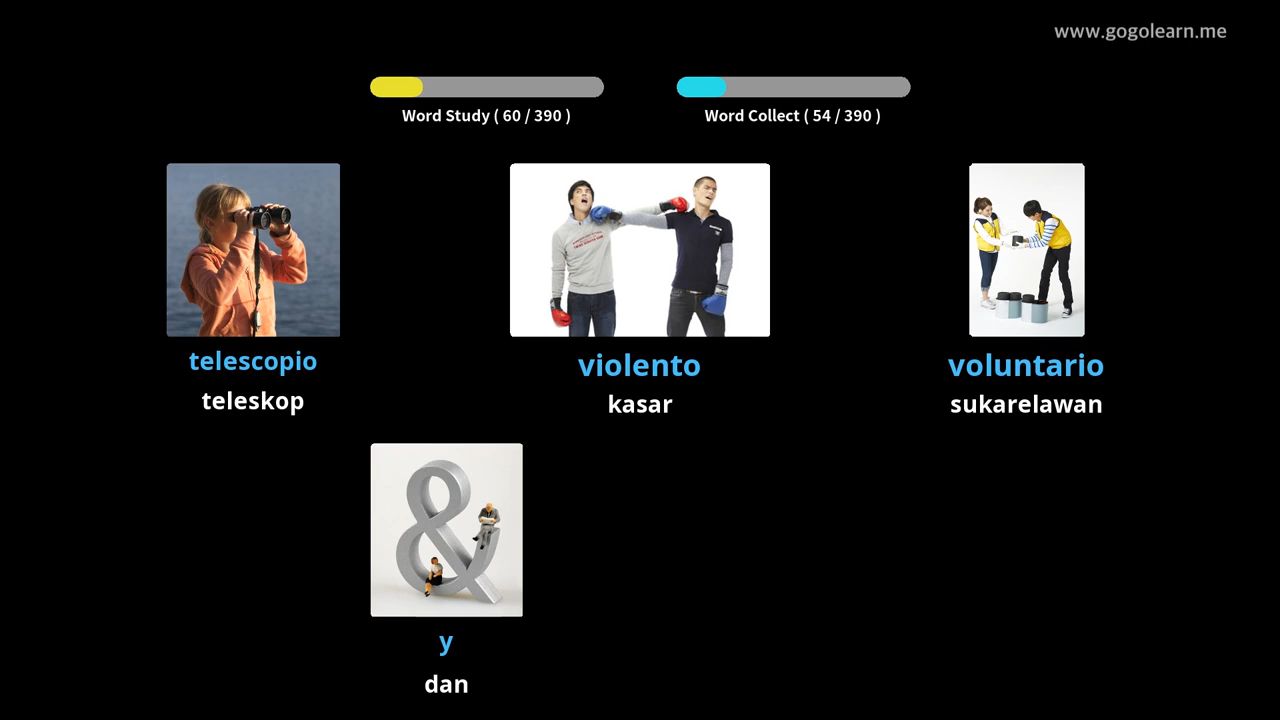 www.gogolearn.me
Word Study ( 60 / 390 )
Word Collect ( 54 / 390 )
telescopio
teleskop
violento
kasar
voluntario
sukarelawan
&
y
dan